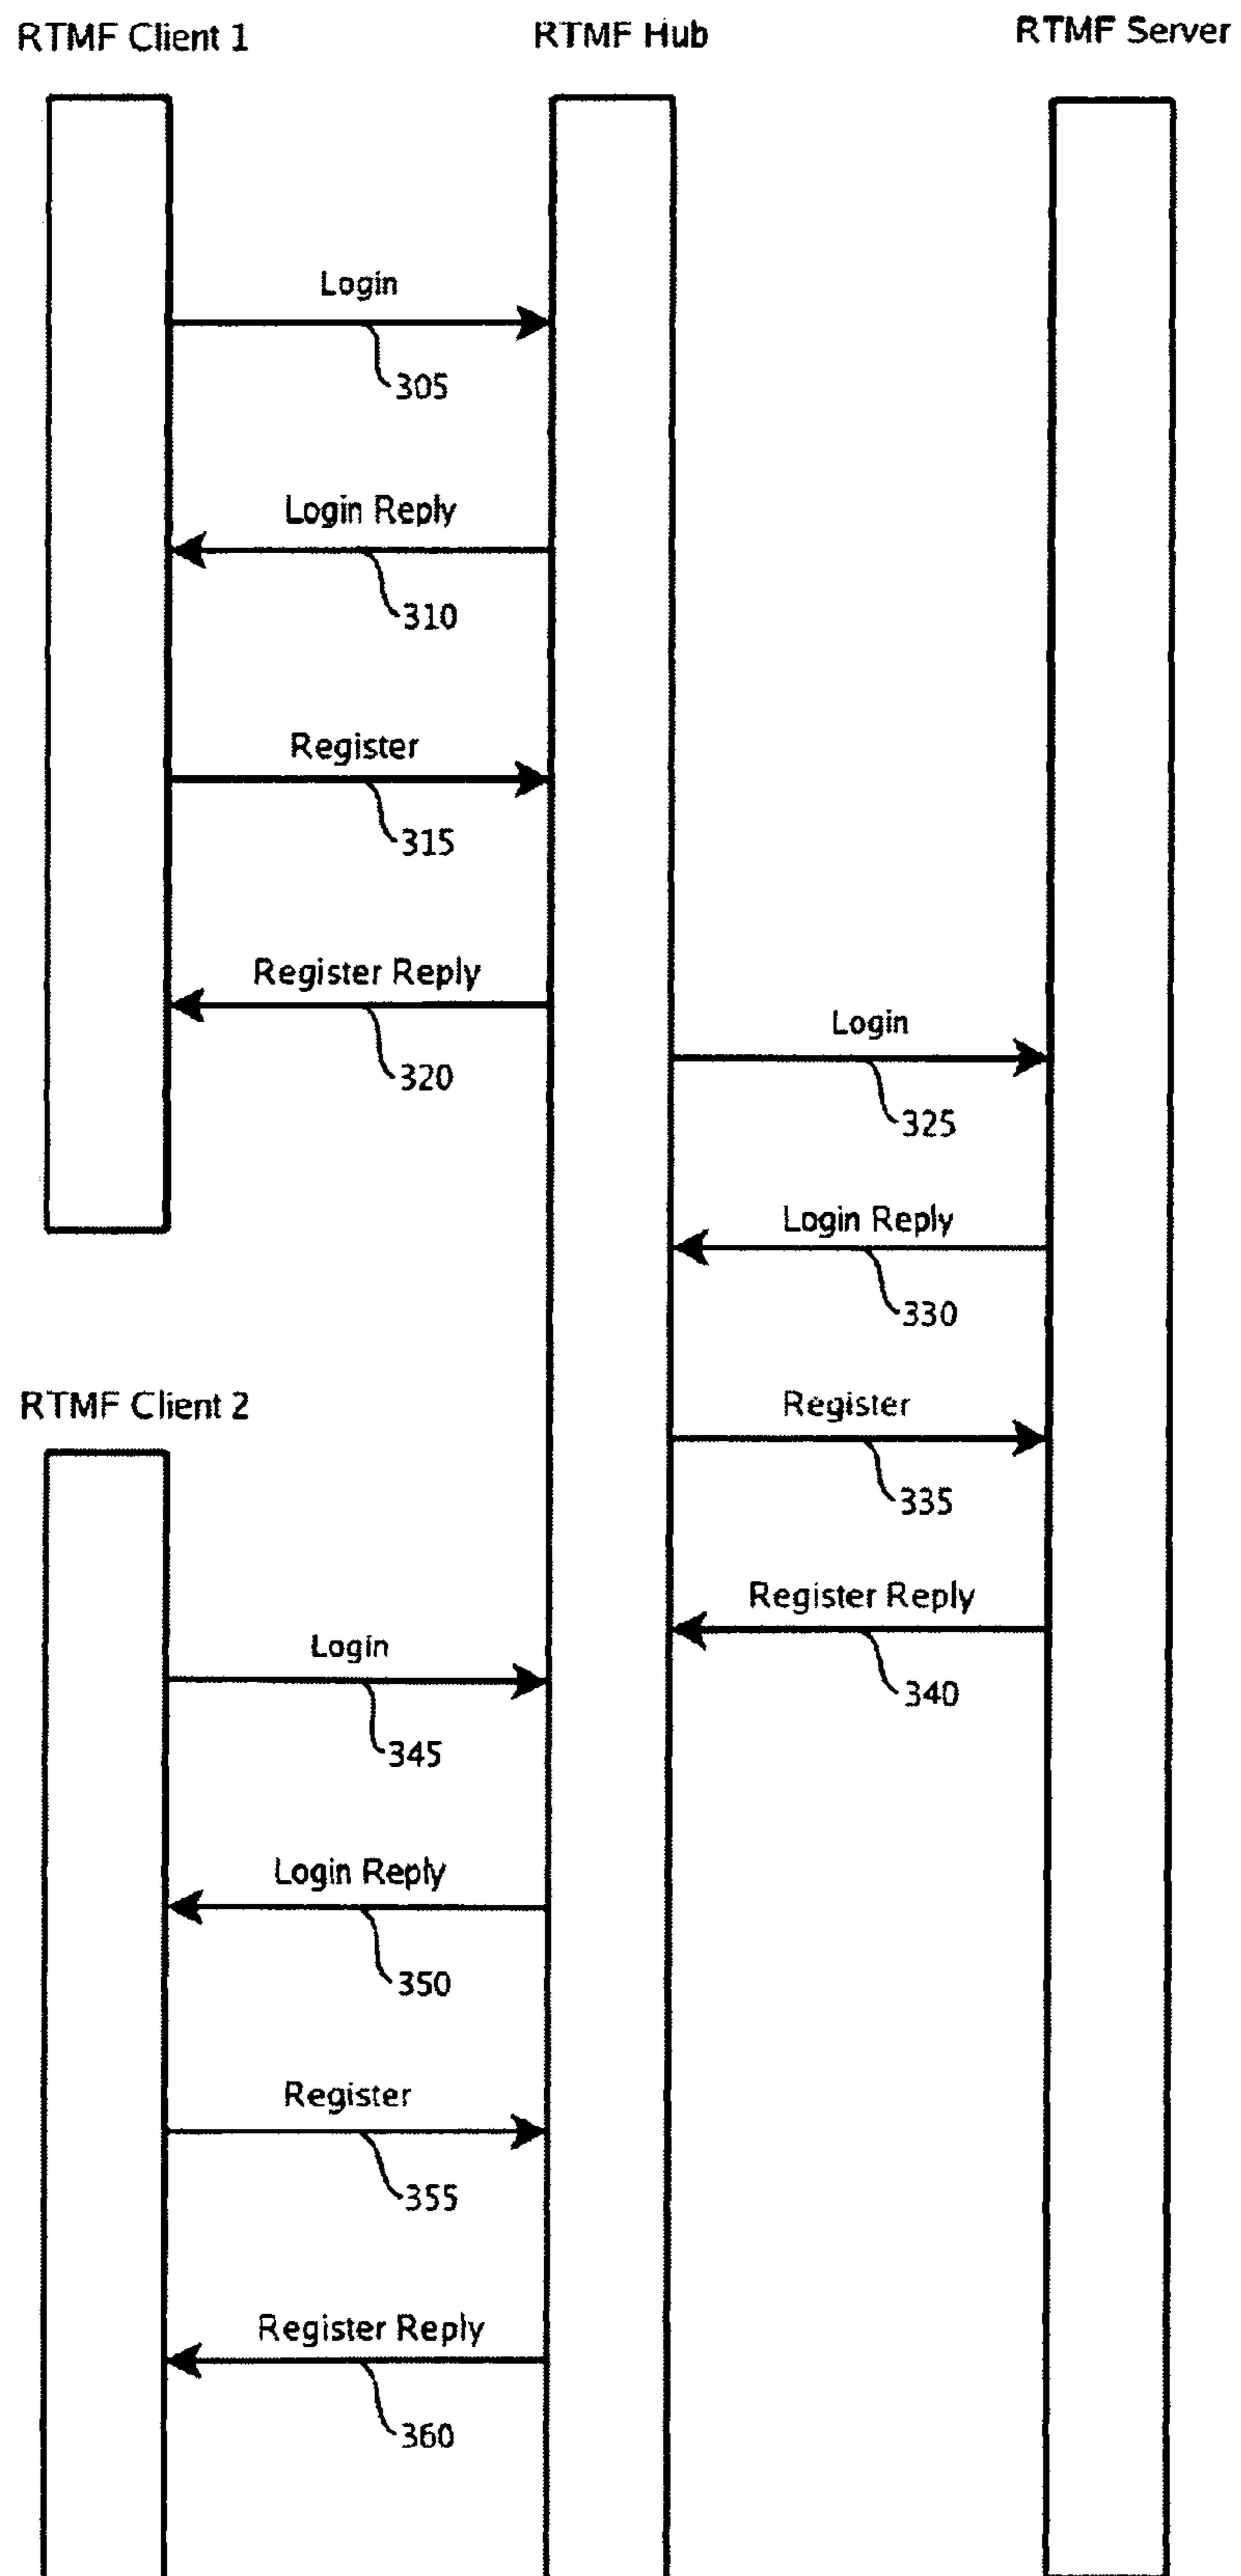 RTMF Client 1
RTMF Hub
RTMF Server
Login
305
Login Reply
310
Register
315
Register Reply
320
Login
325
Login Reply
330
Register
335
Register Reply
340
RTMF Client 2
Login
345
Login Reply
350
Register
355
Register Reply
360